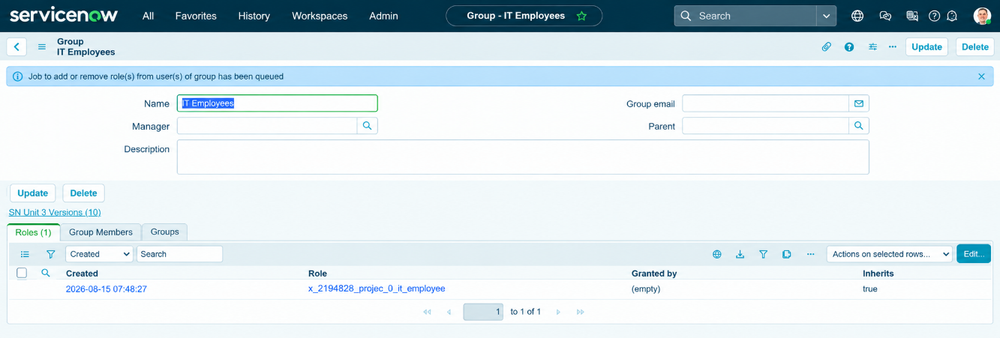 servicenow All Favorites History Workspaces Admin Group - IT Employees Search
Group
IT Employees
Update Delete
Job to add or remove role(s) from user(s) of group has been queued
Name IT Employees Group email
Manager Parent
Description
Update Delete
SN Unit 3 Versions (10)
Roles (1) Group Members Groups
Created Search Actions on selected rows... Edit...
Created Role Granted by Inherits
2026-08-15 07:48:27 x_2194828_projec_0_it_employee (empty) true
1 to 1 of 1